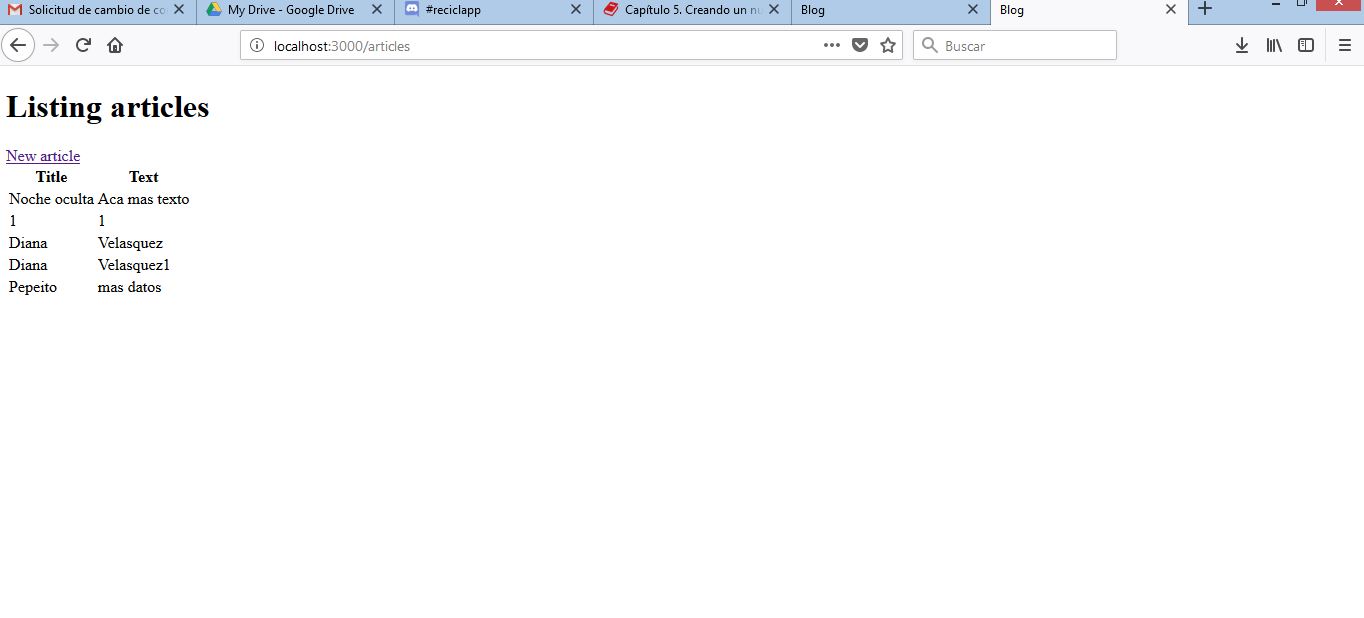 Solicitud de cambio de co
My Drive - Google Drive
#reciclapp
Capítulo 5. Creando un nu
Blog
Blog
localhost:3000/articles
Buscar
Listing articles
New article
Title Text
Noche oculta Aca mas texto
1 1
Diana Velasquez
Diana Velasquez1
Pepeito mas datos